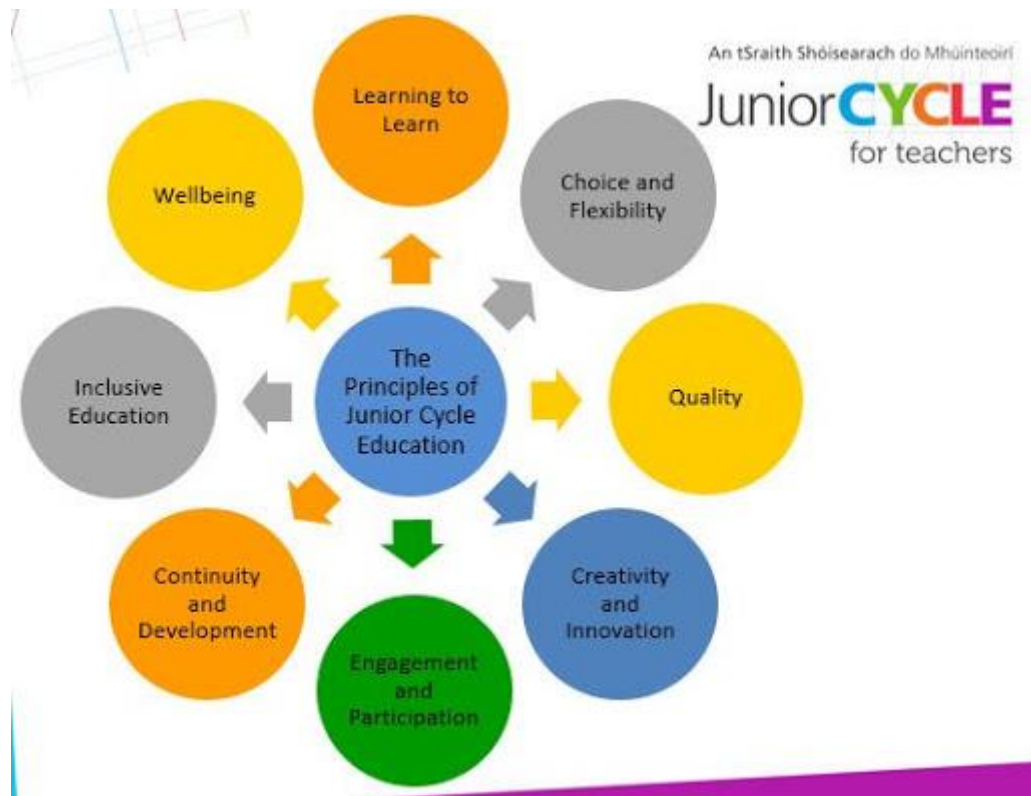 An tSraith Shóisearach do Mhúinteoirí
JuniorCYCLE
for teachers
Learning to
Learn
Choice and
Flexibility
Quality
Creativity
and
Innovation
Engagement
and
Participation
Continuity
and
Development
Inclusive
Education
Wellbeing
The
Principles of
Junior Cycle
Education